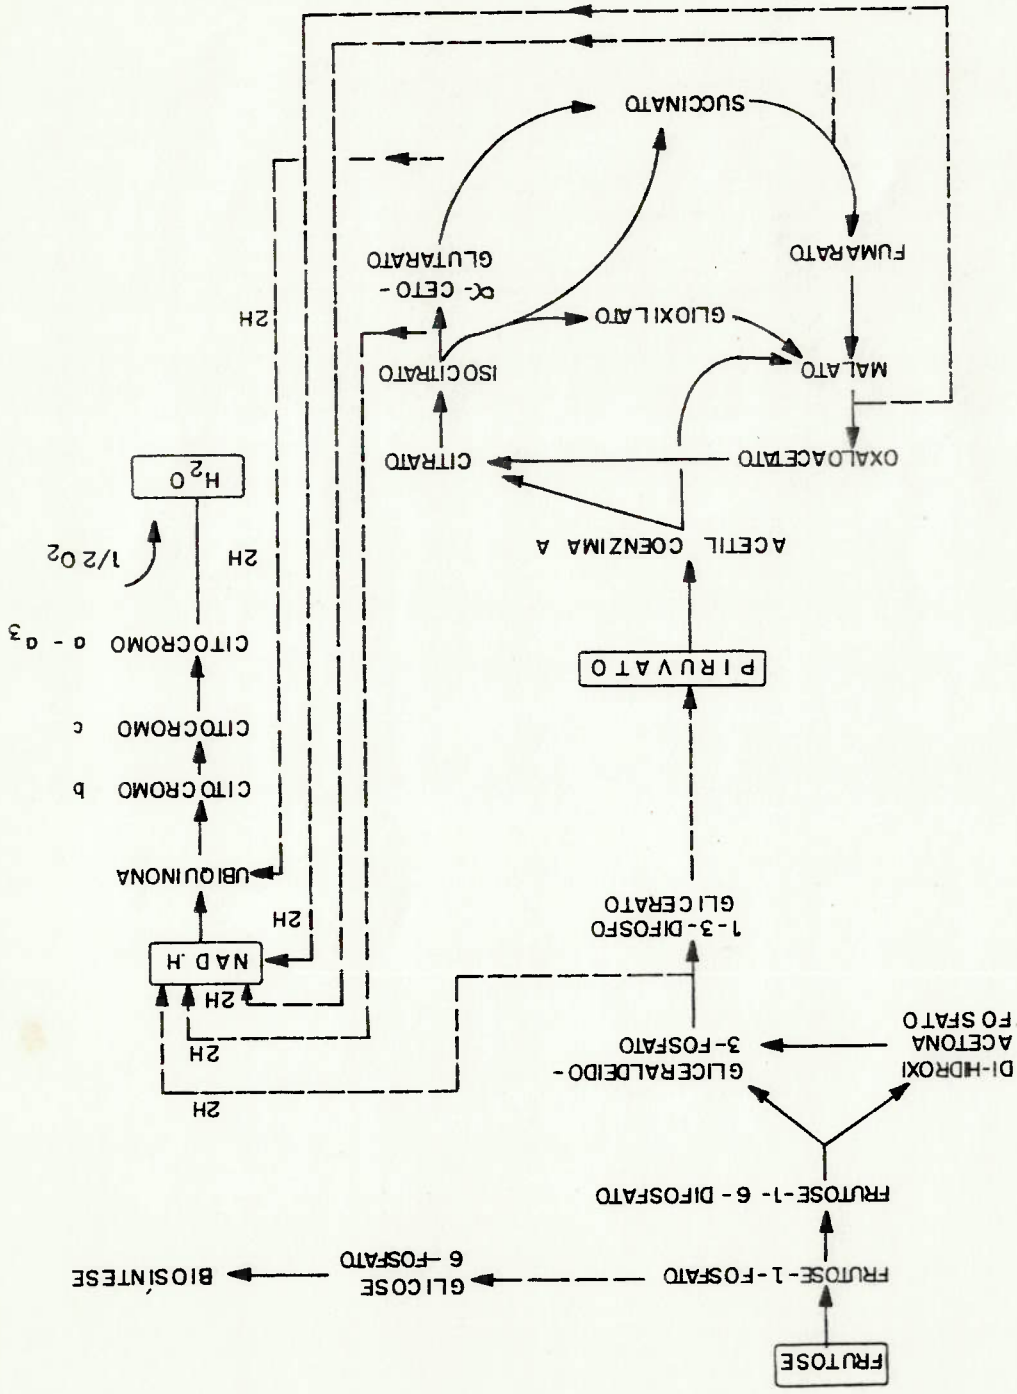 FRUTOSE
FRUTOSE-1-FOSFATO
GLICOSE
6-FOSFATO
BIOSÍNTESE
FRUTOSE-1-6-DIFOSFATO
DI-HIDROXI
ACETONA
FOSFATO
GLICERALDEIDO-
3-FOSFATO
2H
2H
2H
NAD.H
2H
1-3-DIFOSFO
GLICERATO
UBIQUINONA
CITOCROMO b
CITOCROMO c
PIRUVATO
CITOCROMO a - a3
ACETIL COENZIMA A
2H
1/2 O2
H2O
OXALOACETATO
CITRATO
MALATO
ISOCITRATO
GLIOXILATO
2H
α-CETO-
GLUTARATO
FUMARATO
SUCCINATO